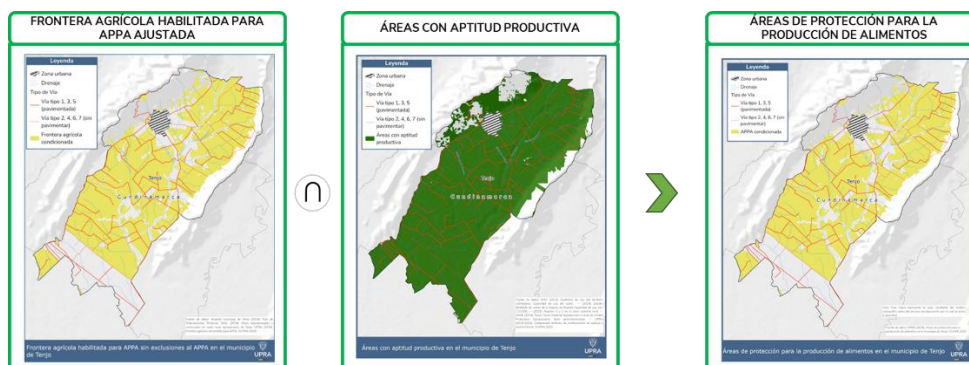 FRONTERA AGRÍCOLA HABILITADA PARA
APPA AJUSTADA
Leyenda
Zona urbana
Drenaje
Tipo de Vía
Vía tipo 1, 3, 5
(pavimentada)
Vía tipo 2, 4, 6, 7 (sin
pavimentar)
Frontera agrícola
condicionada
Tenjo
Cundinamarca
Frontera agrícola habilitada para APPA sin exclusiones al APPA en el municipio
de Tenjo
UPRA
∩
ÁREAS CON APTITUD PRODUCTIVA
Leyenda
Zona urbana
Drenaje
Tipo de Vía
Vía tipo 1, 3, 5
(pavimentada)
Vía tipo 2, 4, 6, 7 (sin
pavimentar)
Áreas con aptitud
productiva
Tenjo
Cundinamarca
Áreas con aptitud productiva en el municipio de Tenjo
UPRA
ÁREAS DE PROTECCIÓN PARA LA
PRODUCCIÓN DE ALIMENTOS
Leyenda
Zona urbana
Drenaje
Tipo de Vía
Vía tipo 1, 3, 5
(pavimentada)
Vía tipo 2, 4, 6, 7 (sin
pavimentar)
APPA condicionada
Tenjo
Cundinamarca
Áreas de protección para la producción de alimentos en el municipio de Tenjo
UPRA